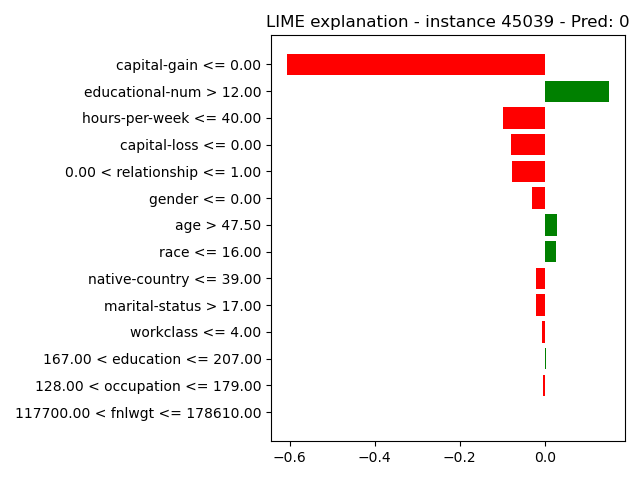 LIME explanation - instance 45039 - Pred: 0
capital-gain <= 0.00
educational-num > 12.00
hours-per-week <= 40.00
capital-loss <= 0.00
0.00 < relationship <= 1.00
gender <= 0.00
age > 47.50
race <= 16.00
native-country <= 39.00
marital-status > 17.00
workclass <= 4.00
167.00 < education <= 207.00
128.00 < occupation <= 179.00
117700.00 < fnlwgt <= 178610.00
−0.6 −0.4 −0.2 0.0